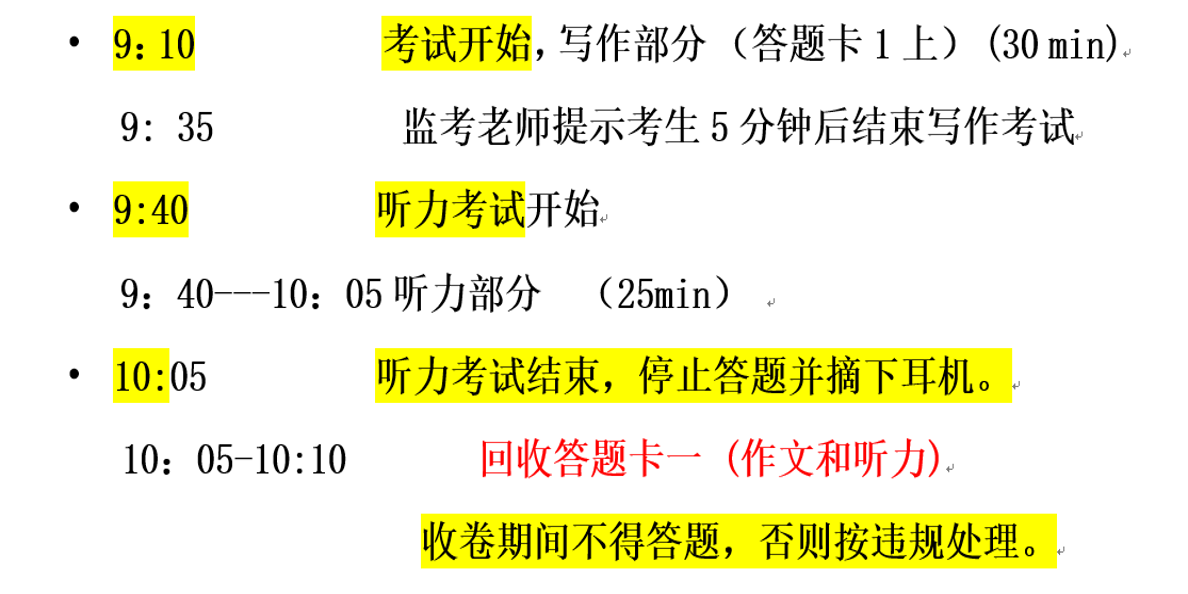 • 9：10 考试开始，写作部分（答题卡 1 上）(30 min)
9： 35 监考老师提示考生 5 分钟后结束写作考试
• 9:40 听力考试开始
9：40---10：05 听力部分 （25min）
• 10:05 听力考试结束，停止答题并摘下耳机。
10：05-10:10 回收答题卡一 (作文和听力)
收卷期间不得答题，否则按违规处理。